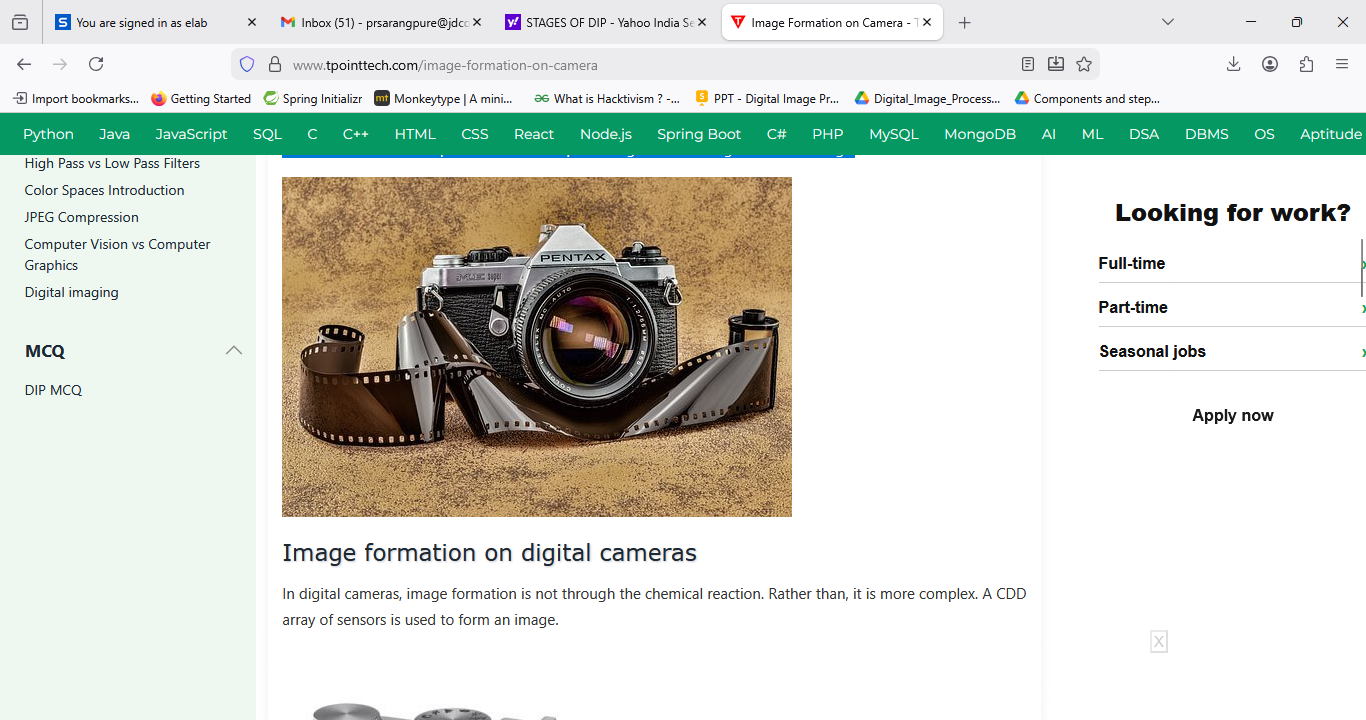 You are signed in as elab
Inbox (51) - prsarangpure@jdcc
STAGES OF DIP - Yahoo India Se
Image Formation on Camera - T
www.tpointtech.com/image-formation-on-camera
Import bookmarks...
Getting Started
Spring Initializr
Monkeytype | A mini...
What is Hacktivism ? -...
PPT - Digital Image Pr...
Digital_Image_Process...
Components and step...
Python Java JavaScript SQL C C++ HTML CSS React Node.js Spring Boot C# PHP MySQL MongoDB AI ML DSA DBMS OS Aptitude
High Pass vs Low Pass Filters
Color Spaces Introduction
JPEG Compression
Computer Vision vs Computer
Graphics
Digital imaging
MCQ
DIP MCQ
PENTAX
super
Image formation on digital cameras
In digital cameras, image formation is not through the chemical reaction. Rather than, it is more complex. A CDD
array of sensors is used to form an image.
Looking for work?
Full-time
Part-time
Seasonal jobs
Apply now
X